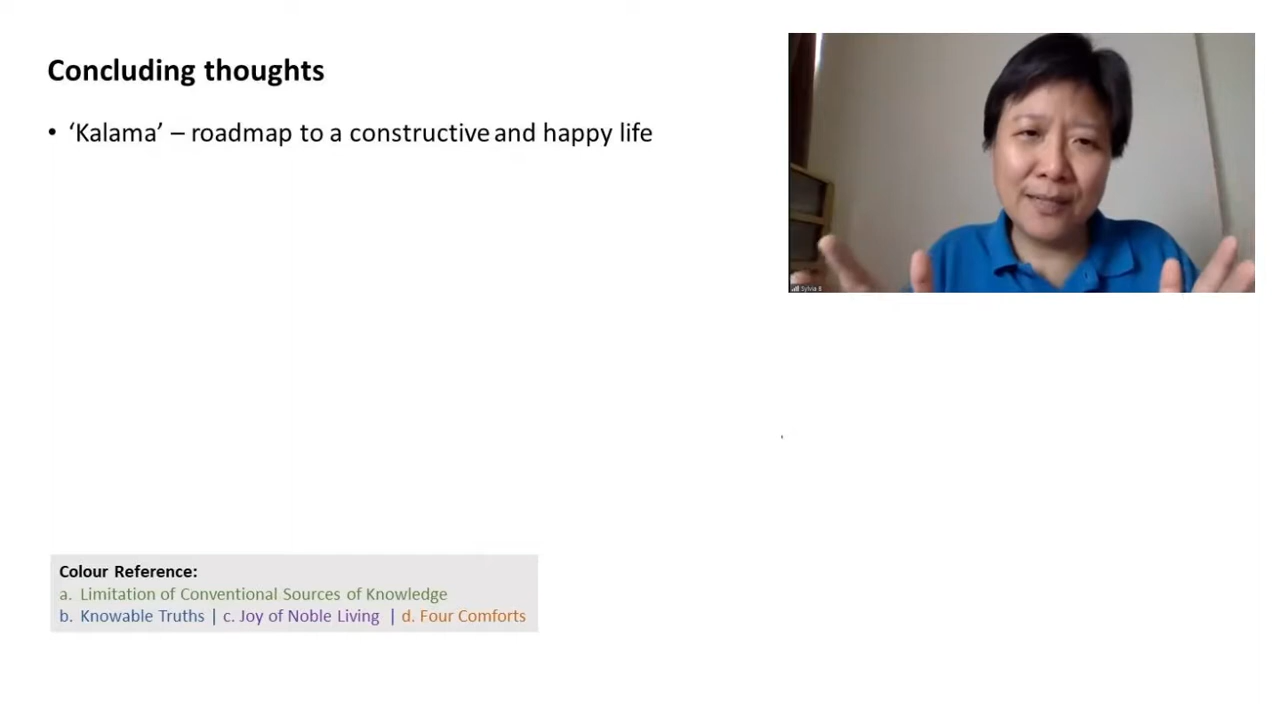 Concluding thoughts
• ‘Kalama’ – roadmap to a constructive and happy life
Sylvia B
Colour Reference:
a. Limitation of Conventional Sources of Knowledge
b. Knowable Truths | c. Joy of Noble Living | d. Four Comforts